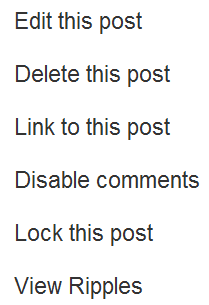 Edit this post
Delete this post
Link to this post
Disable comments
Lock this post
View Ripples